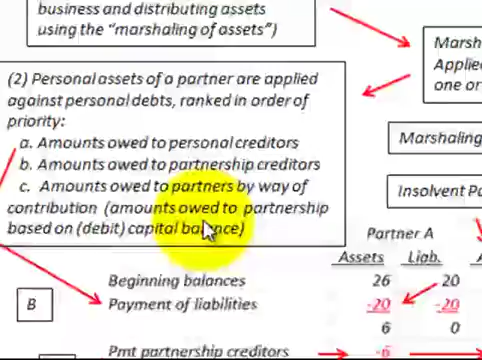 business and distributing assets
using the "marshaling of assets")
Marsh
Applie
one or
(2) Personal assets of a partner are applied
against personal debts, ranked in order of
priority:
a. Amounts owed to personal creditors
b. Amounts owed to partnership creditors
c. Amounts owed to partners by way of
contribution (amounts owed to partnership
based on (debit) capital balance)
Marshaling
Insolvent Pa
Partner A
Assets Liab. A
Beginning balances 26 20
B
Payment of liabilities -20 -20
6 0
Pmt partnership creditors -6